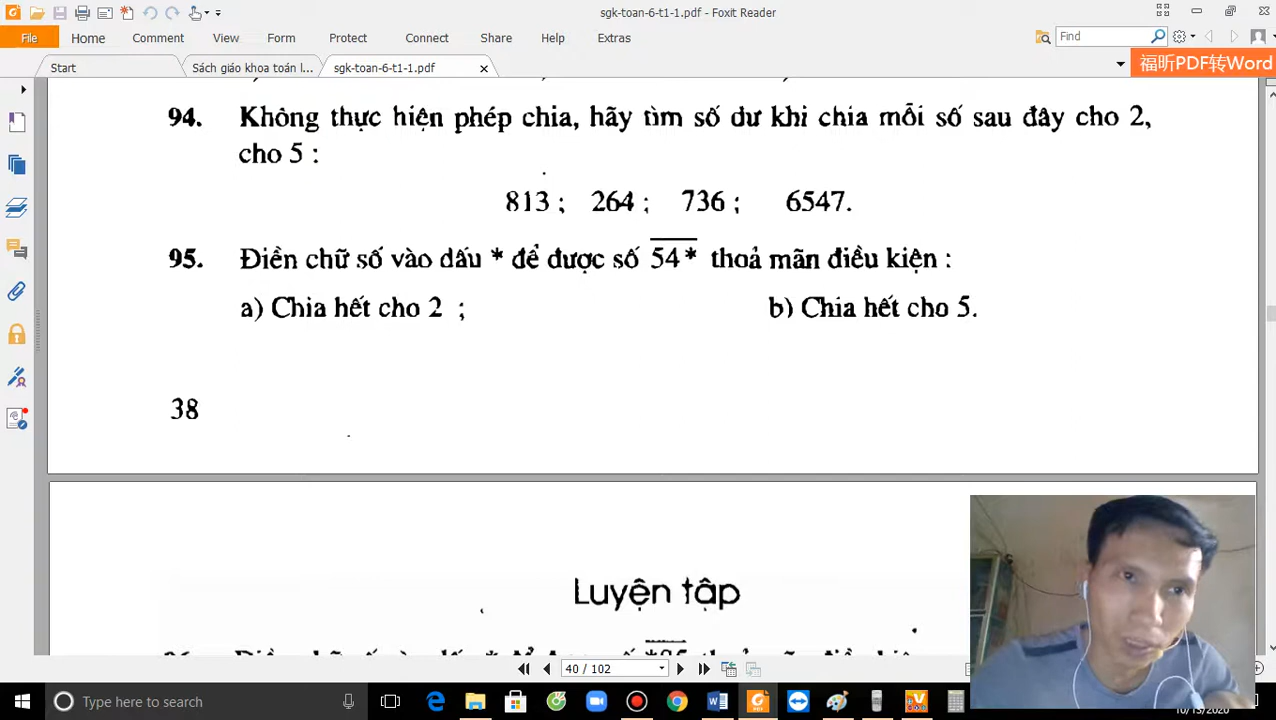 sgk-toan-6-t1-1.pdf - Foxit Reader
File Home Comment View Form Protect Connect Share Help Extras Find
Start Sách giáo khoa toán l... sgk-toan-6-t1-1.pdf 福昕PDF转Word
94. Không thực hiện phép chia, hãy tìm số dư khi chia mỗi số sau đây cho 2,
cho 5 :
813 ; 264 ; 736 ; 6547.
95. Điền chữ số vào dấu * để được số 54* thoả mãn điều kiện :
a) Chia hết cho 2 ; b) Chia hết cho 5.
38
Luyện tập
40 / 102
Type here to search